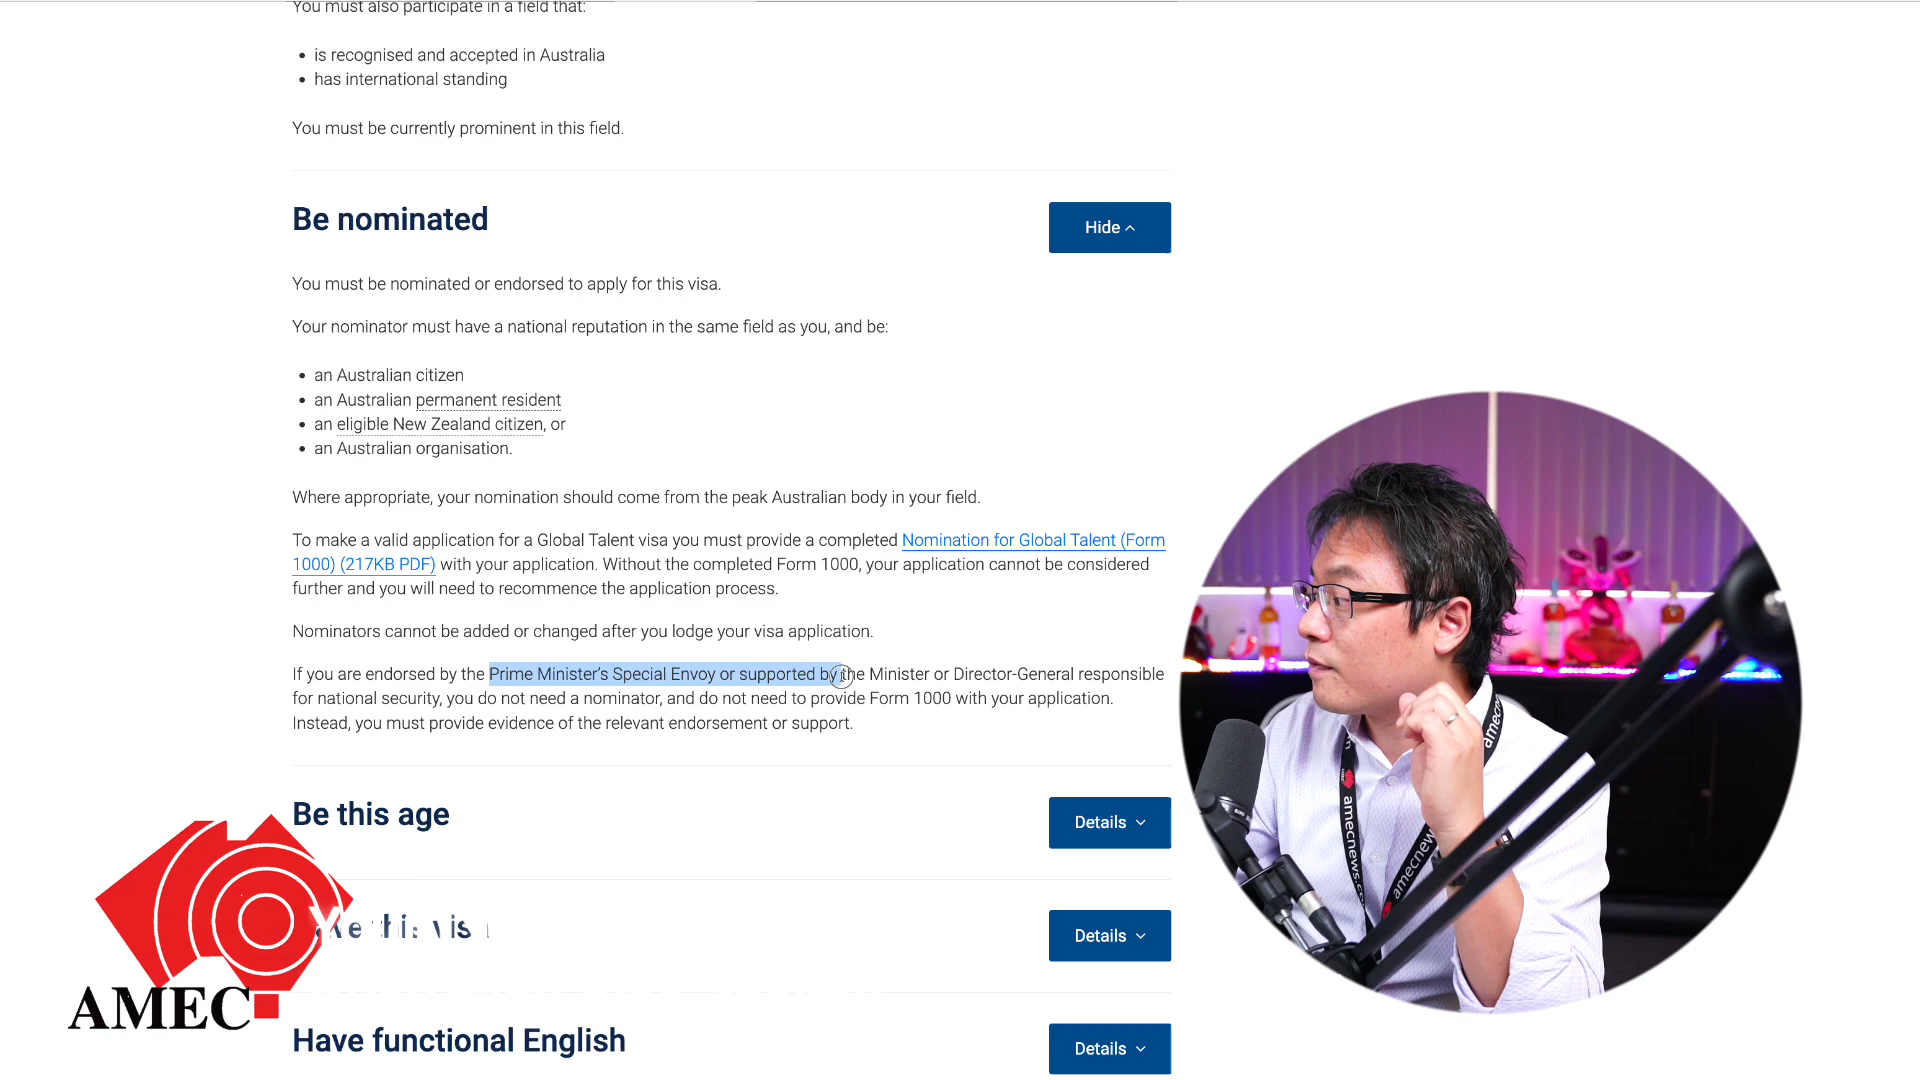 You must also participate in a field that:
• is recognised and accepted in Australia
• has international standing
You must be currently prominent in this field.
Be nominated
Hide
You must be nominated or endorsed to apply for this visa.
Your nominator must have a national reputation in the same field as you, and be:
• an Australian citizen
• an Australian permanent resident
• an eligible New Zealand citizen, or
• an Australian organisation.
Where appropriate, your nomination should come from the peak Australian body in your field.
To make a valid application for a Global Talent visa you must provide a completed Nomination for Global Talent (Form
1000) (217KB PDF) with your application. Without the completed Form 1000, your application cannot be considered
further and you will need to recommence the application process.
Nominators cannot be added or changed after you lodge your visa application.
If you are endorsed by the Prime Minister's Special Envoy or supported by the Minister or Director-General responsible
for national security, you do not need a nominator, and do not need to provide Form 1000 with your application.
Instead, you must provide evidence of the relevant endorsement or support.
Be this age
Details
this visa
Details
Have functional English
Details
AMEC
amecnews.c
amecnew
amecn